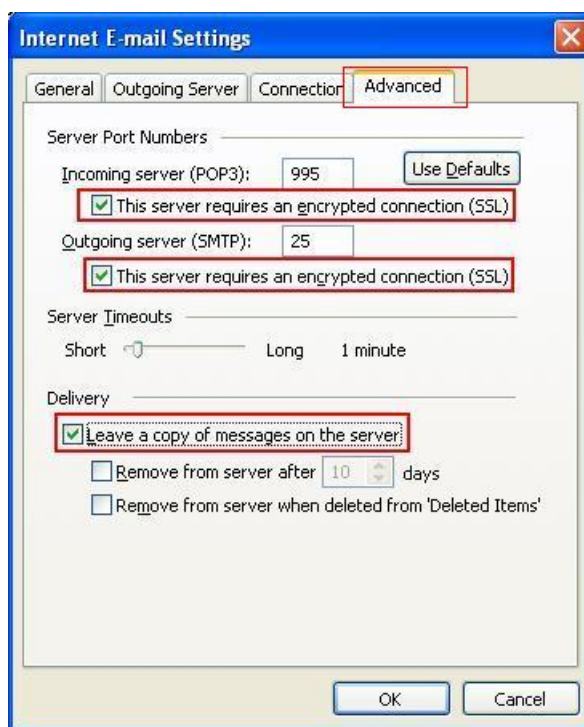 Internet E-mail Settings
General Outgoing Server Connection Advanced
Server Port Numbers
Incoming server (POP3): 995 Use Defaults
This server requires an encrypted connection (SSL)
Outgoing server (SMTP): 25
This server requires an encrypted connection (SSL)
Server Timeouts
Short Long 1 minute
Delivery
Leave a copy of messages on the server
Remove from server after 10 days
Remove from server when deleted from 'Deleted Items'
OK Cancel